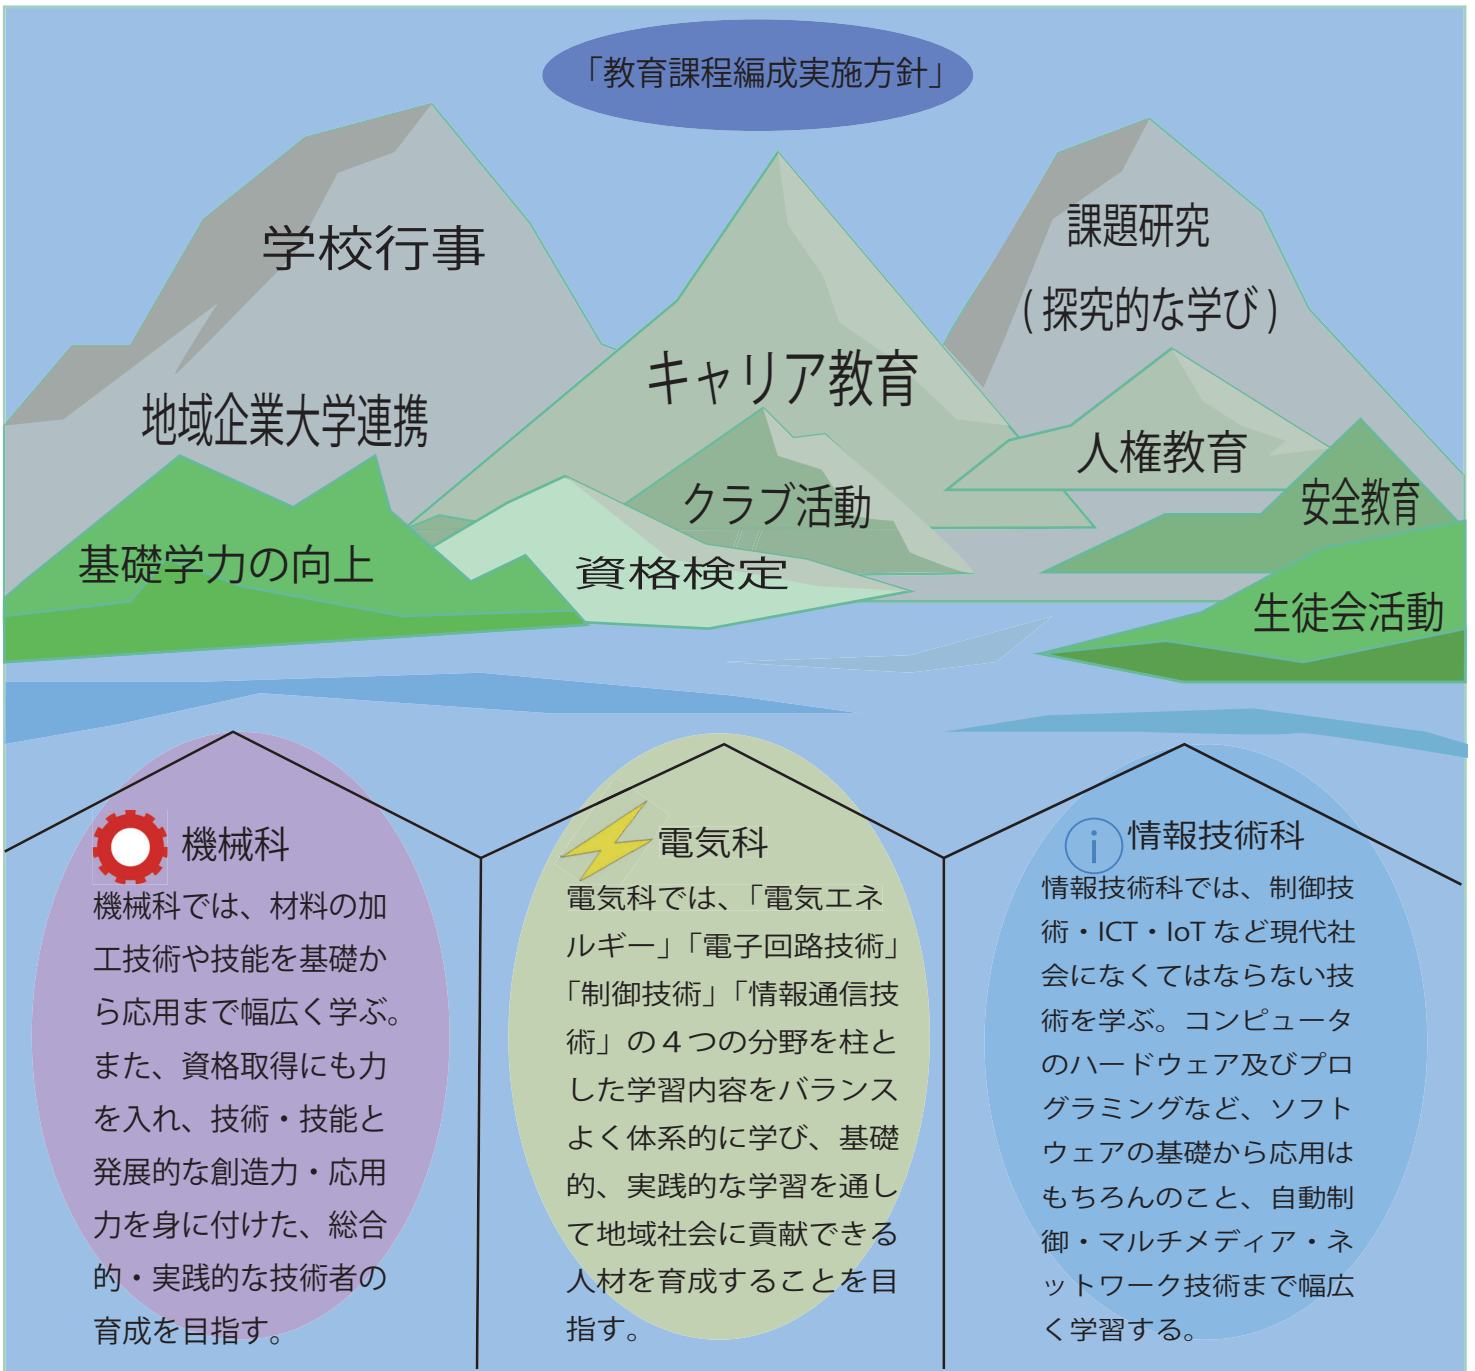 「教育課程編成実施方針」
学校行事
課題研究
(探究的な学び)
キャリア教育
地域企業大学連携
人権教育
クラブ活動
安全教育
基礎学力の向上
資格検定
生徒会活動
機械科
機械科では、材料の加
工技術や技能を基礎か
ら応用まで幅広く学ぶ。
また、資格取得にも力
を入れ、技術・技能と
発展的な創造力・応用
力を身に付けた、総合
的・実践的な技術者の
育成を目指す。
電気科
電気科では、「電気エネ
ルギー」「電子回路技術」
「制御技術」「情報通信技
術」の４つの分野を柱と
した学習内容をバランス
よく体系的に学び、基礎
的、実践的な学習を通し
て地域社会に貢献できる
人材を育成することを目
指す。
i
情報技術科
情報技術科では、制御技
術・ICT・IoT など現代社
会になくてはならない技
術を学ぶ。コンピュータ
のハードウェア及びプロ
グラミングなど、ソフト
ウェアの基礎から応用は
もちろんのこと、自動制
御・マルチメディア・ネ
ットワーク技術まで幅広
く学習する。